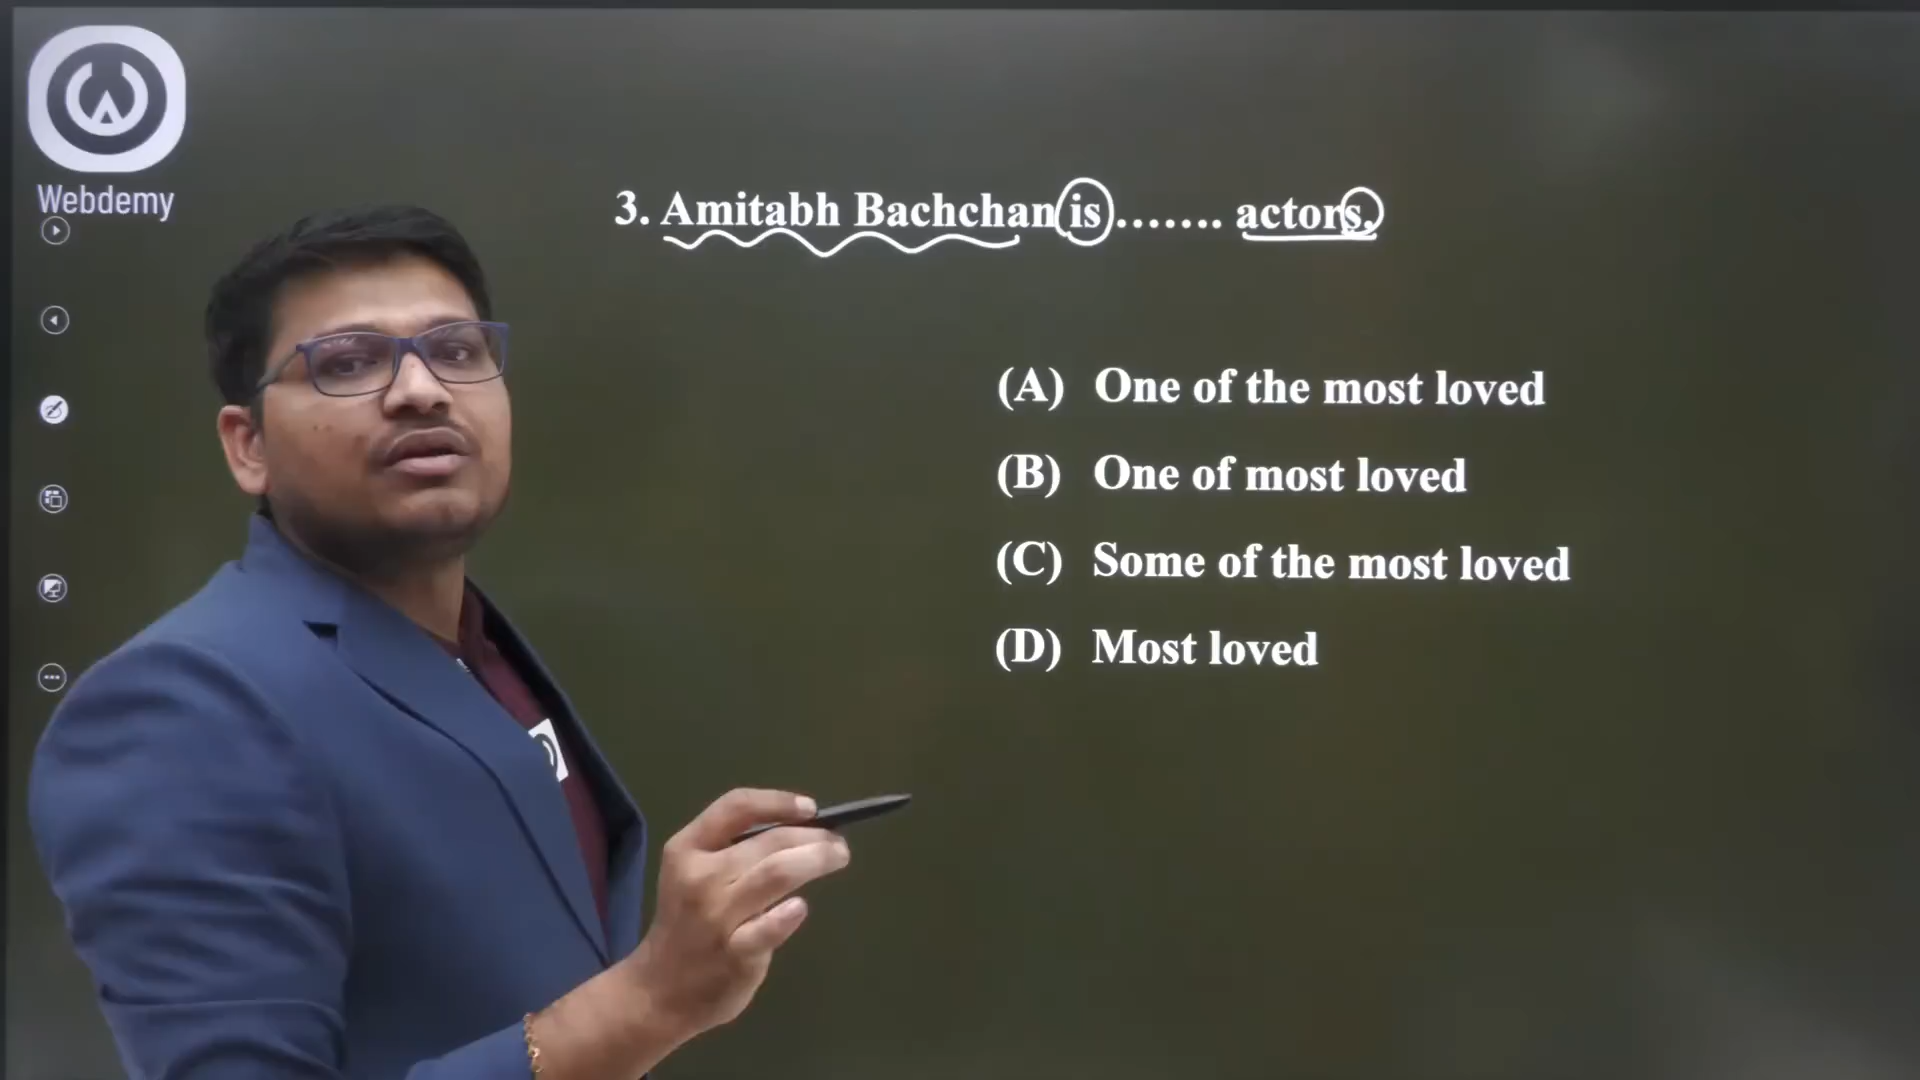 Webdemy
3. Amitabh Bachchan is ....... actors.
(A) One of the most loved
(B) One of most loved
(C) Some of the most loved
(D) Most loved